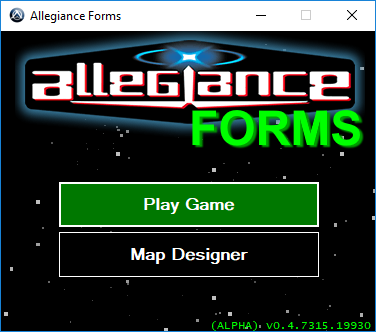 Allegiance Forms
allegiance
FORMS
Play Game
Map Designer
(ALPHA) v0.4.7315.19930